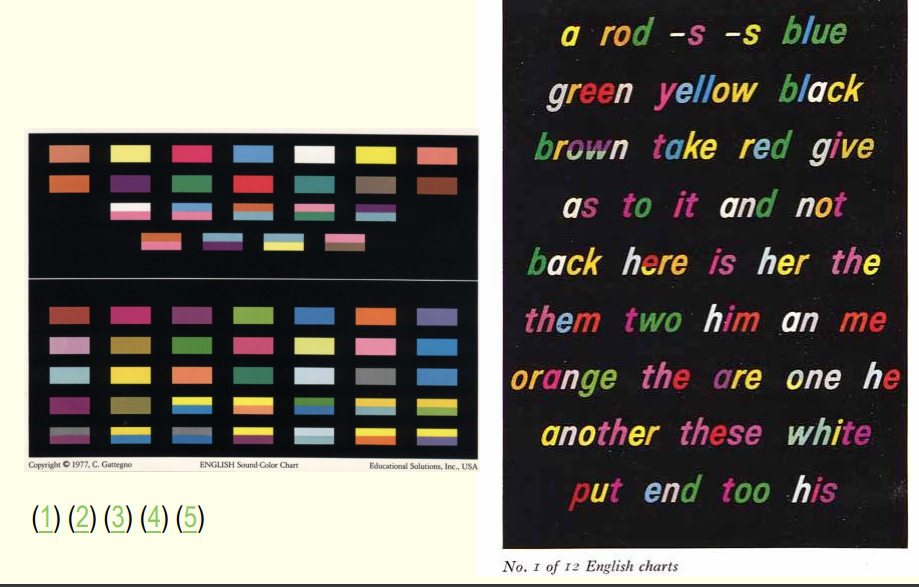 Copyright © 1977, C. Gattegno ENGLISH Sound-Color Chart Educational Solutions, Inc., USA
(1) (2) (3) (4) (5)
a rod -s -s blue
green yellow black
brown take red give
as to it and not
back here is her the
them two him an me
orange the are one he
another these white
put end too his
No. 1 of 12 English charts